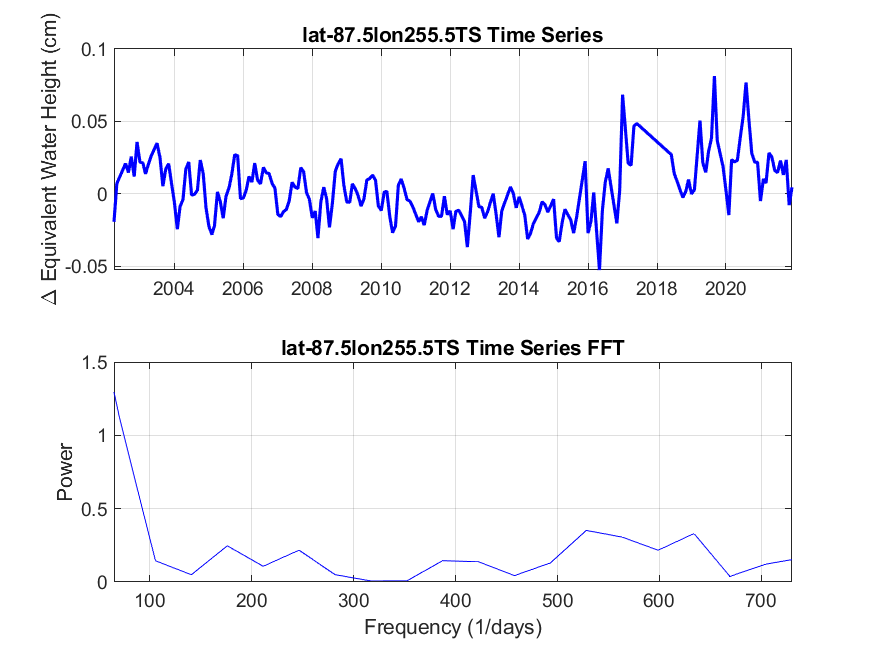 lat-87.5lon255.5TS Time Series
Δ Equivalent Water Height (cm)
0.1
0.05
0
-0.05
2004 2006 2008 2010 2012 2014 2016 2018 2020
lat-87.5lon255.5TS Time Series FFT
Power
1.5
1
0.5
0
100 200 300 400 500 600 700
Frequency (1/days)